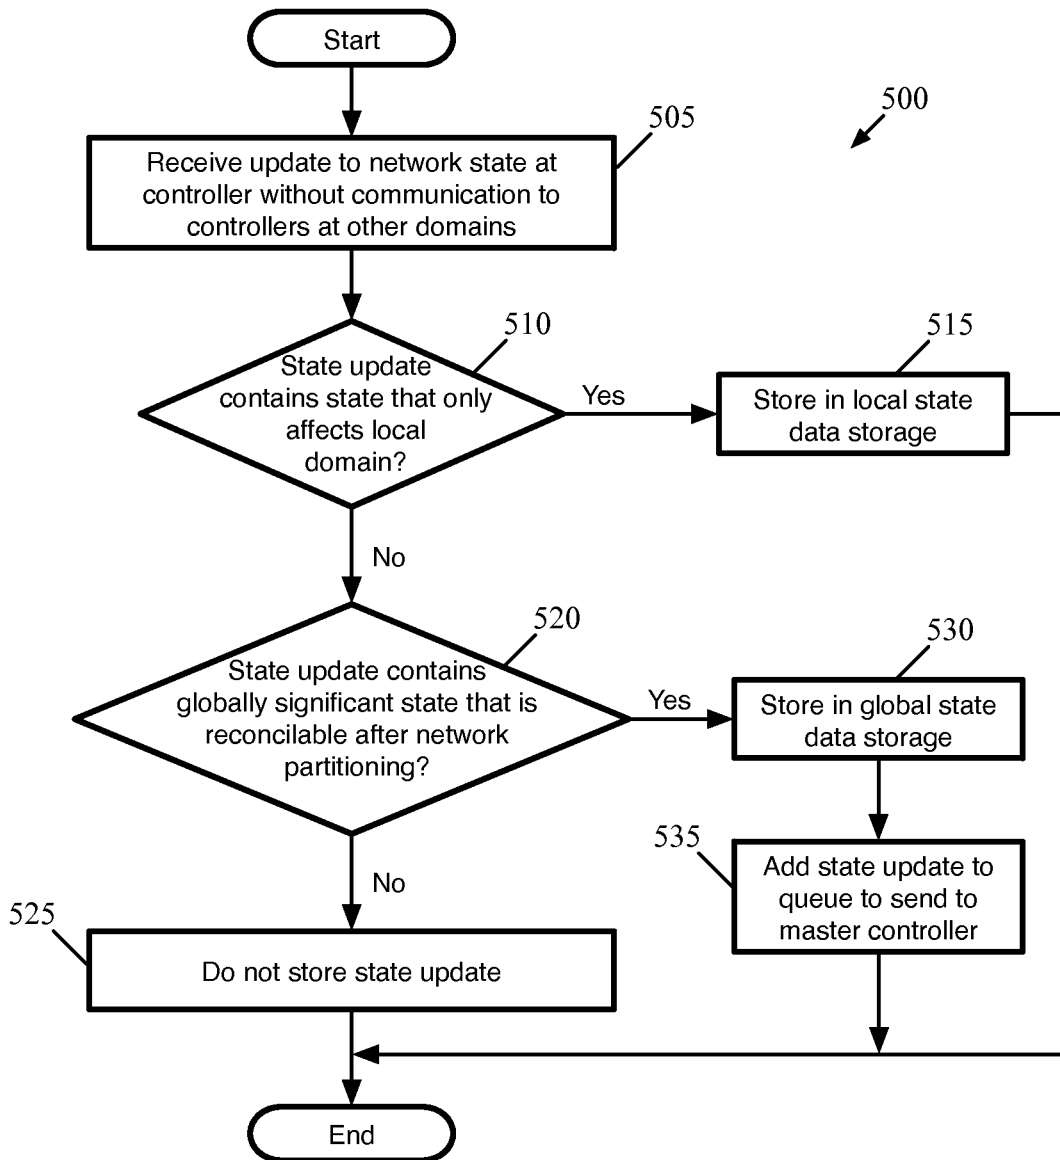 Start
500
505
Receive update to network state at
controller without communication to
controllers at other domains
510
State update
contains state that only
affects local
domain?
Yes
515
Store in local state
data storage
No
520
State update contains
globally significant state that is
reconcilable after network
partitioning?
Yes
530
Store in global state
data storage
535
Add state update to
queue to send to
master controller
No
525
Do not store state update
End